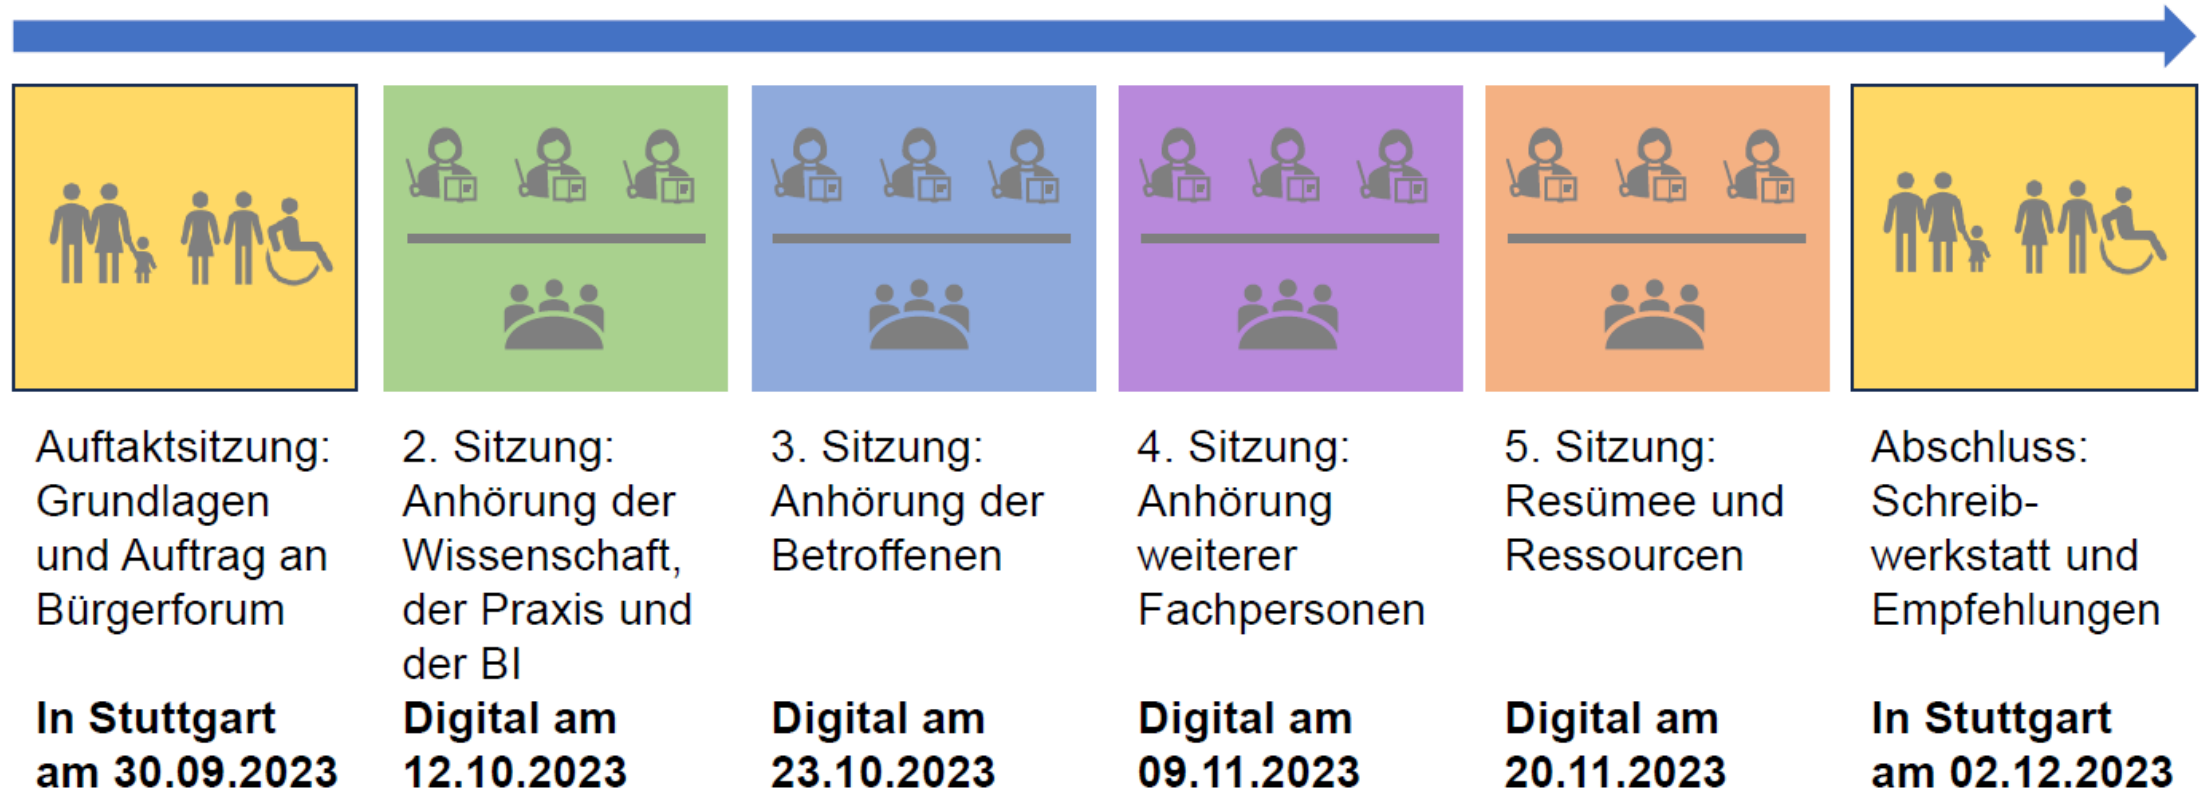 Auftaktsitzung:
Grundlagen
und Auftrag an
Bürgerforum
In Stuttgart
am 30.09.2023
2. Sitzung:
Anhörung der
Wissenschaft,
der Praxis und
der BI
Digital am
12.10.2023
3. Sitzung:
Anhörung der
Betroffenen
Digital am
23.10.2023
4. Sitzung:
Anhörung
weiterer
Fachpersonen
Digital am
09.11.2023
5. Sitzung:
Resümee und
Ressourcen
Digital am
20.11.2023
Abschluss:
Schreib-
werkstatt und
Empfehlungen
In Stuttgart
am 02.12.2023